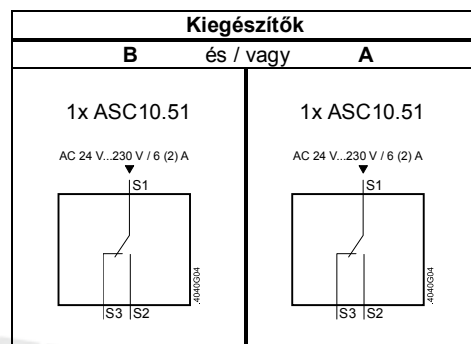 Kiegészítők
B és / vagy A
1x ASC10.51 1x ASC10.51
AC 24 V...230 V / 6 (2) A AC 24 V...230 V / 6 (2) A
S1 S1
.4040G04 .4040G04
S3 S2 S3 S2